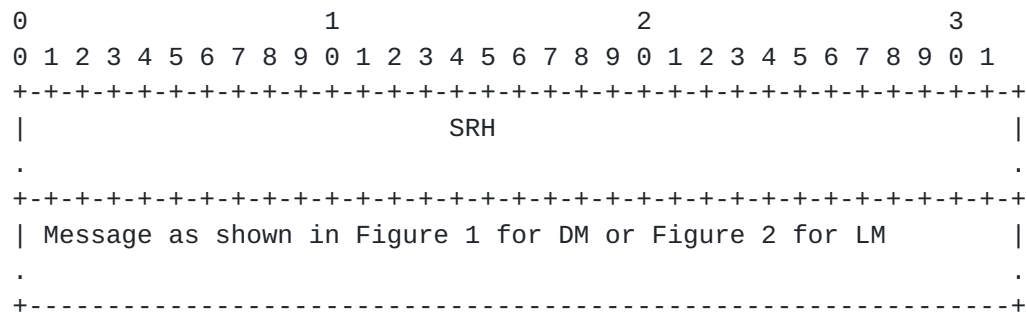 0                   1                   2                   3
0 1 2 3 4 5 6 7 8 9 0 1 2 3 4 5 6 7 8 9 0 1 2 3 4 5 6 7 8 9 0 1
+-+-+-+-+-+-+-+-+-+-+-+-+-+-+-+-+-+-+-+-+-+-+-+-+-+-+-+-+-+-+-+-+
|                           SRH                                 |
.                                                               .
+-+-+-+-+-+-+-+-+-+-+-+-+-+-+-+-+-+-+-+-+-+-+-+-+-+-+-+-+-+-+-+-+
| Message as shown in Figure 1 for DM or Figure 2 for LM        |
.                                                               .
+---------------------------------------------------------------+